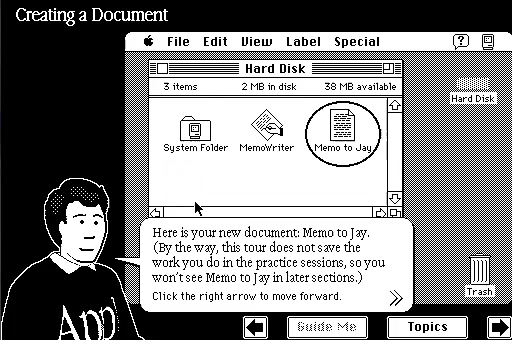 Creating a Document
File Edit View Label Special
Hard Disk
3 items 2 MB in disk 38 MB available
Hard Disk
System Folder MemoWriter Memo to Jay
Here is your new document: Memo to Jay.
(By the way, this tour does not save the
work you do in the practice sessions, so you
won't see Memo to Jay in later sections.)
Click the right arrow to move forward.
Trash
App
Guide Me Topics